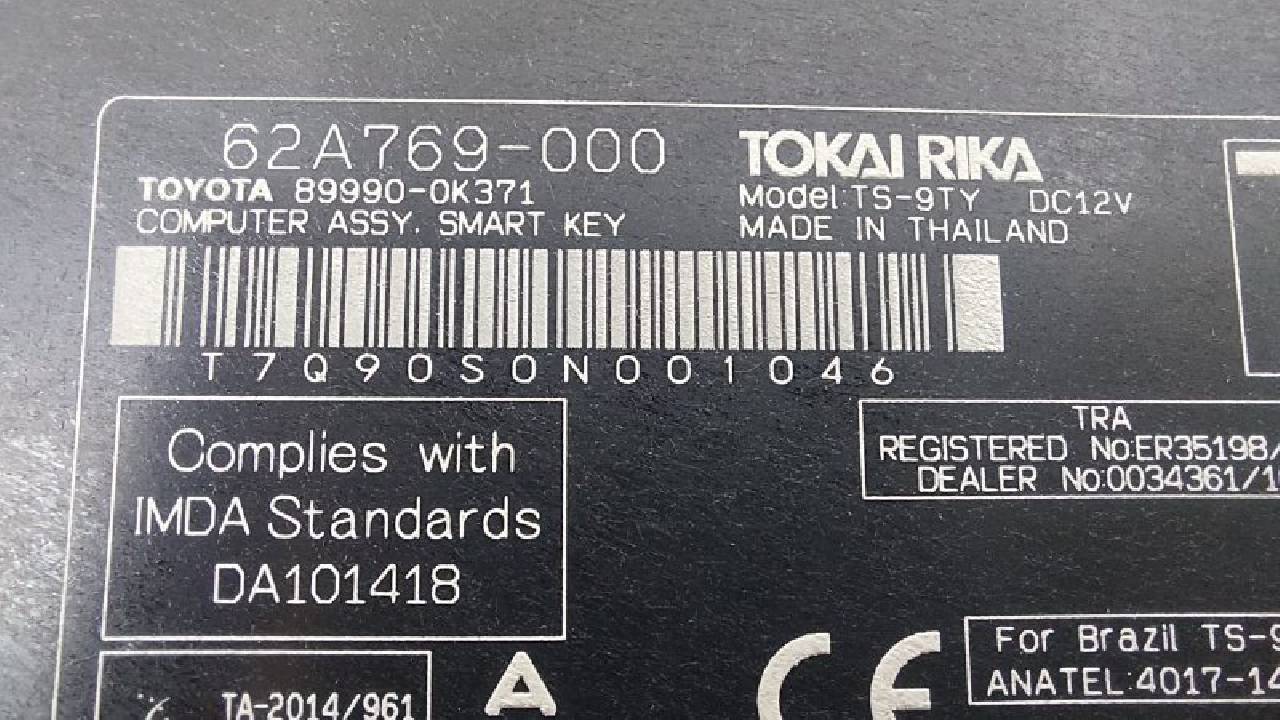 62A769-000
TOYOTA 89990-0K371
COMPUTER ASSY. SMART KEY
TOKAI RIKA
Model:TS-9TY DC12V
MADE IN THAILAND
T7Q90S0N001046
Complies with
IMDA Standards
DA101418
TRA
REGISTERED No:ER35198/
DEALER No:0034361/1
TA-2014/961
A
CE
For Brazil TS-9
ANATEL:4017-14